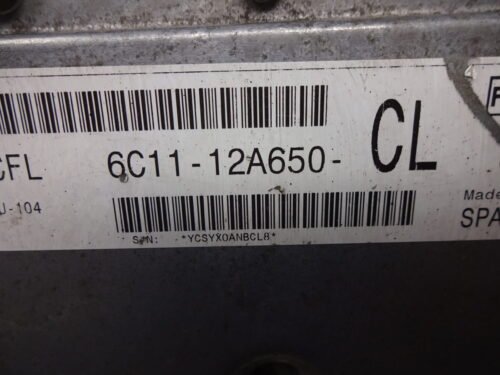 CFL 6C11-12A650- CL
J-104
Made
SPA
S/N: *YCSYX0ANBCL8*